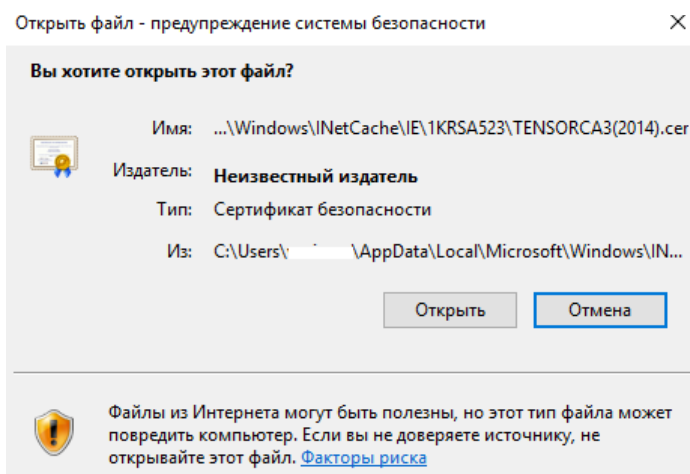 Открыть файл - предупреждение системы безопасности
Вы хотите открыть этот файл?
Имя: ...\Windows\INetCache\IE\1KRSA523\TENSORCA3(2014).cer
Издатель: Неизвестный издатель
Тип: Сертификат безопасности
Из: C:\Users\ \AppData\Local\Microsoft\Windows\IN...
Открыть Отмена
Файлы из Интернета могут быть полезны, но этот тип файла может
повредить компьютер. Если вы не доверяете источнику, не
открывайте этот файл. Факторы риска